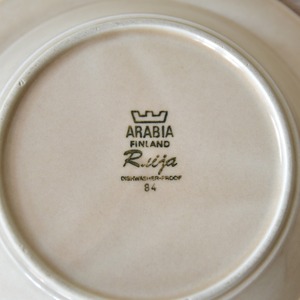 ARABIA
FINLAND
Ruija
DISHWASHER-PROOF
84